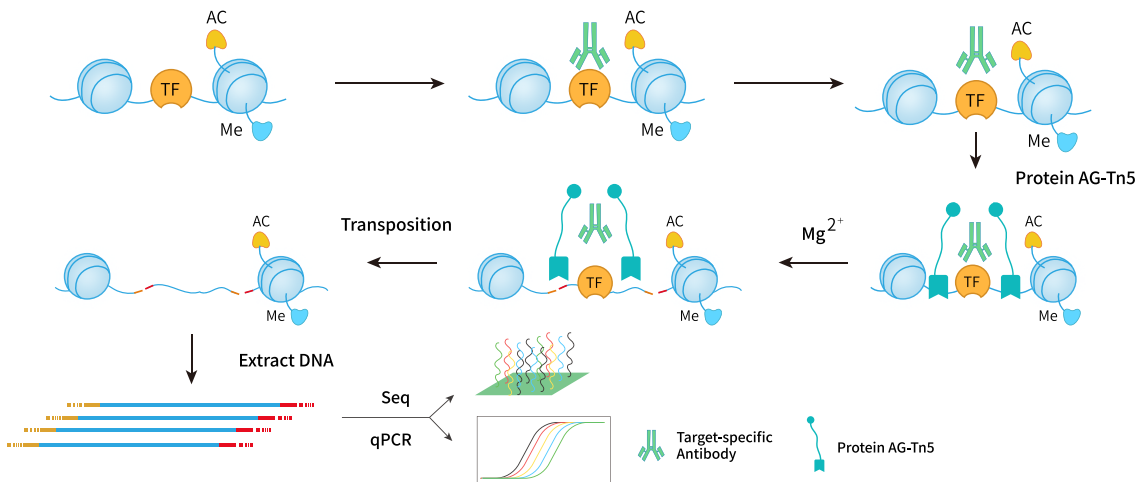 AC
TF
Me
AC
TF
Me
AC
TF
Me
Protein AG-Tn5
AC
TF
Me
Mg2+
AC
TF
Me
Transposition
AC
Me
Extract DNA
Seq
qPCR
Target-specific
Antibody
Protein AG-Tn5